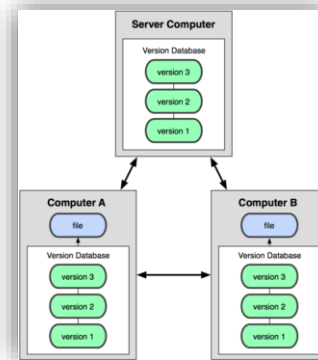 Server Computer
Version Database
version 3
version 2
version 1
Computer A
file
Version Database
version 3
version 2
version 1
Computer B
file
Version Database
version 3
version 2
version 1